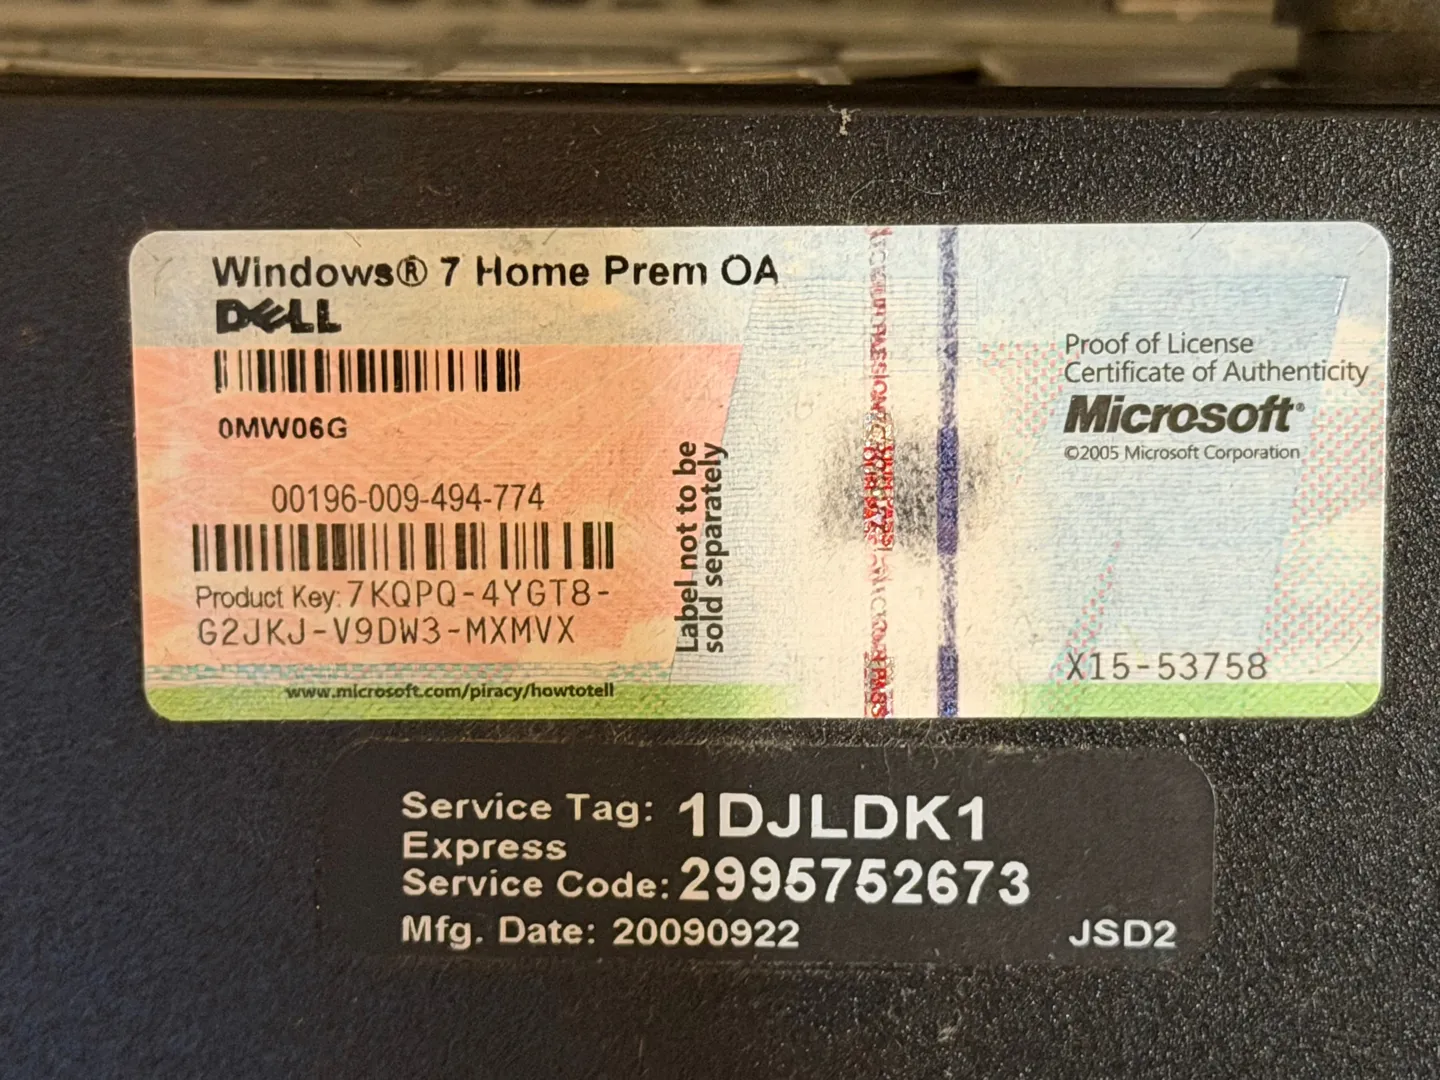 Windows® 7 Home Prem OA
DELL
0MW06G
00196-009-494-774
Product Key: 7KQPQ-4YGT8-
G2JKJ-V9DW3-MXMVX
www.microsoft.com/piracy/howtotell
Label not to be
sold separately
Proof of License
Certificate of Authenticity
Microsoft®
©2005 Microsoft Corporation
X15-53758
Service Tag: 1DJLDK1
Express
Service Code: 2995752673
Mfg. Date: 20090922
JSD2